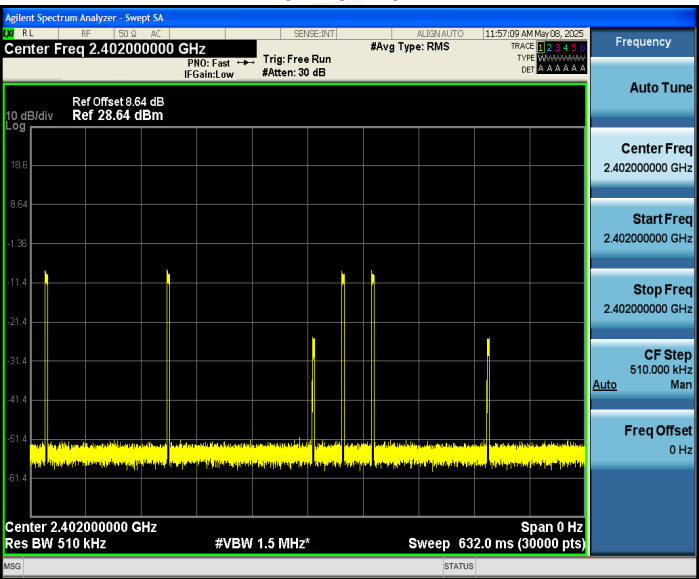 Agilent Spectrum Analyzer - Swept SA
LXI RL RF 50 Ω AC SENSE:INT ALIGNAUTO 11:57:09 AM May 08, 2025
Center Freq 2.402000000 GHz #Avg Type: RMS TRACE 1 2 3 4 5 6
PNO: Fast Trig: Free Run TYPE WWWWWW
IFGain:Low #Atten: 30 dB DET A A A A A A
Ref Offset 8.64 dB
10 dB/div Ref 28.64 dBm
Log
18.6
8.64
-1.36
-11.4
-21.4
-31.4
-41.4
-51.4
-61.4
Center 2.402000000 GHz Span 0 Hz
Res BW 510 kHz #VBW 1.5 MHz* Sweep 632.0 ms (30000 pts)
MSG STATUS
Frequency
Auto Tune
Center Freq
2.402000000 GHz
Start Freq
2.402000000 GHz
Stop Freq
2.402000000 GHz
CF Step
510.000 kHz
Auto Man
Freq Offset
0 Hz